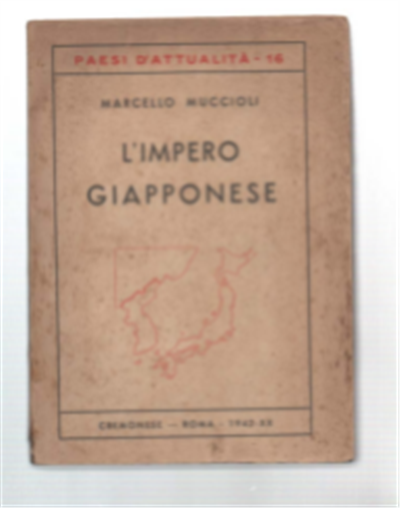 PAESI D'ATTUALITÀ - 16
MARCELLO MUCCIOLI
L'IMPERO
GIAPPONESE
CREMONESE — ROMA - 1942-XX